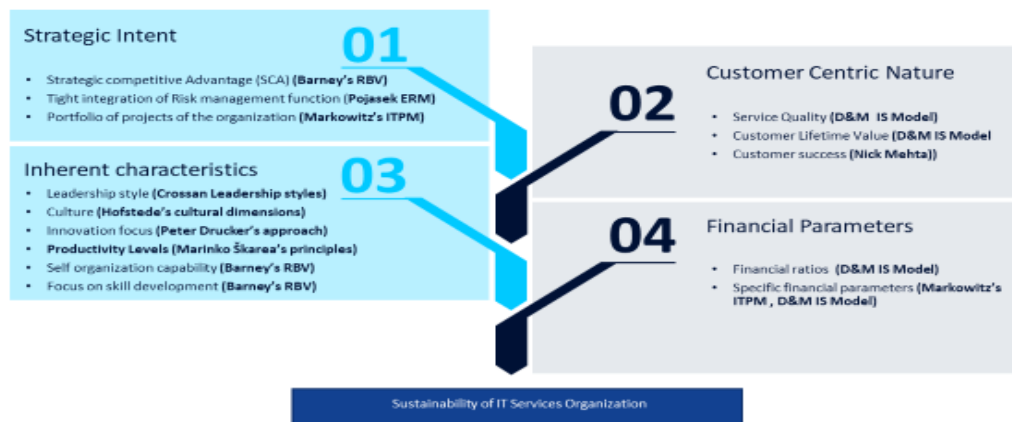 01
Strategic Intent
• Strategic competitive Advantage (SCA) (Barney's RBV)
• Tight integration of Risk management function (Pojasek ERM)
• Portfolio of projects of the organization (Markowitz's ITPM)
02
Customer Centric Nature
• Service Quality (D&M IS Model)
• Customer Lifetime Value (D&M IS Model
• Customer success (Nick Mehta))
03
Inherent characteristics
• Leadership style (Crossan Leadership styles)
• Culture (Hofstede's cultural dimensions)
• Innovation focus (Peter Drucker's approach)
• Productivity Levels (Marinko Škarea's principles)
• Self organization capability (Barney's RBV)
• Focus on skill development (Barney's RBV)
04
Financial Parameters
• Financial ratios (D&M IS Model)
• Specific financial parameters (Markowitz's
ITPM , D&M IS Model)
Sustainability of IT Services Organization